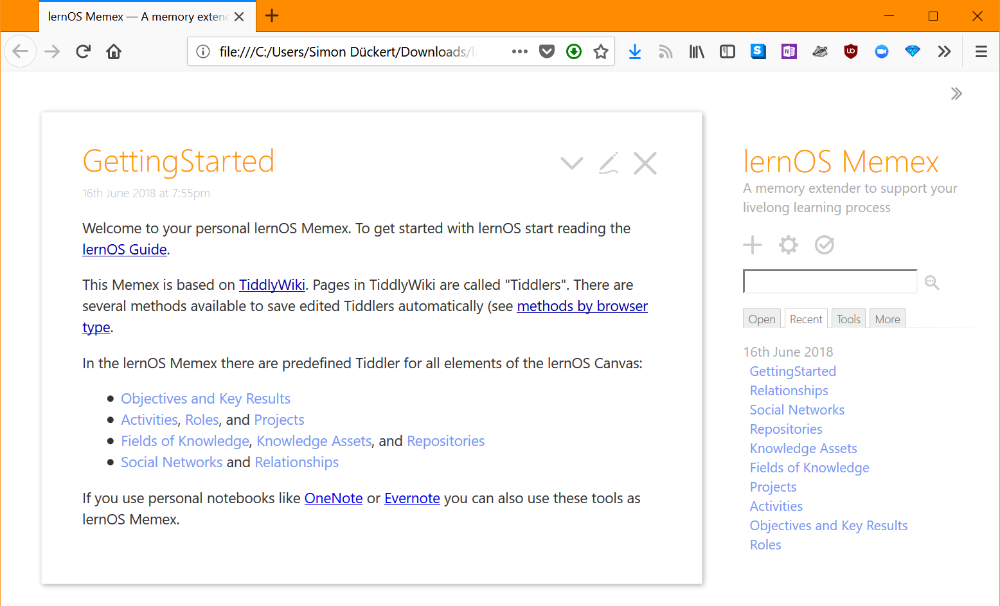 lernOS Memex — A memory exten
file:///C:/Users/Simon Dückert/Downloads/l
GettingStarted
16th June 2018 at 7:55pm
Welcome to your personal lernOS Memex. To get started with lernOS start reading the
lernOS Guide.
This Memex is based on TiddlyWiki. Pages in TiddlyWiki are called "Tiddlers". There are
several methods available to save edited Tiddlers automatically (see methods by browser
type.
In the lernOS Memex there are predefined Tiddler for all elements of the lernOS Canvas:
Objectives and Key Results
Activities, Roles, and Projects
Fields of Knowledge, Knowledge Assets, and Repositories
Social Networks and Relationships
If you use personal notebooks like OneNote or Evernote you can also use these tools as
lernOS Memex.
lernOS Memex
A memory extender to support your
livelong learning process
Open Recent Tools More
16th June 2018
GettingStarted
Relationships
Social Networks
Repositories
Knowledge Assets
Fields of Knowledge
Projects
Activities
Objectives and Key Results
Roles